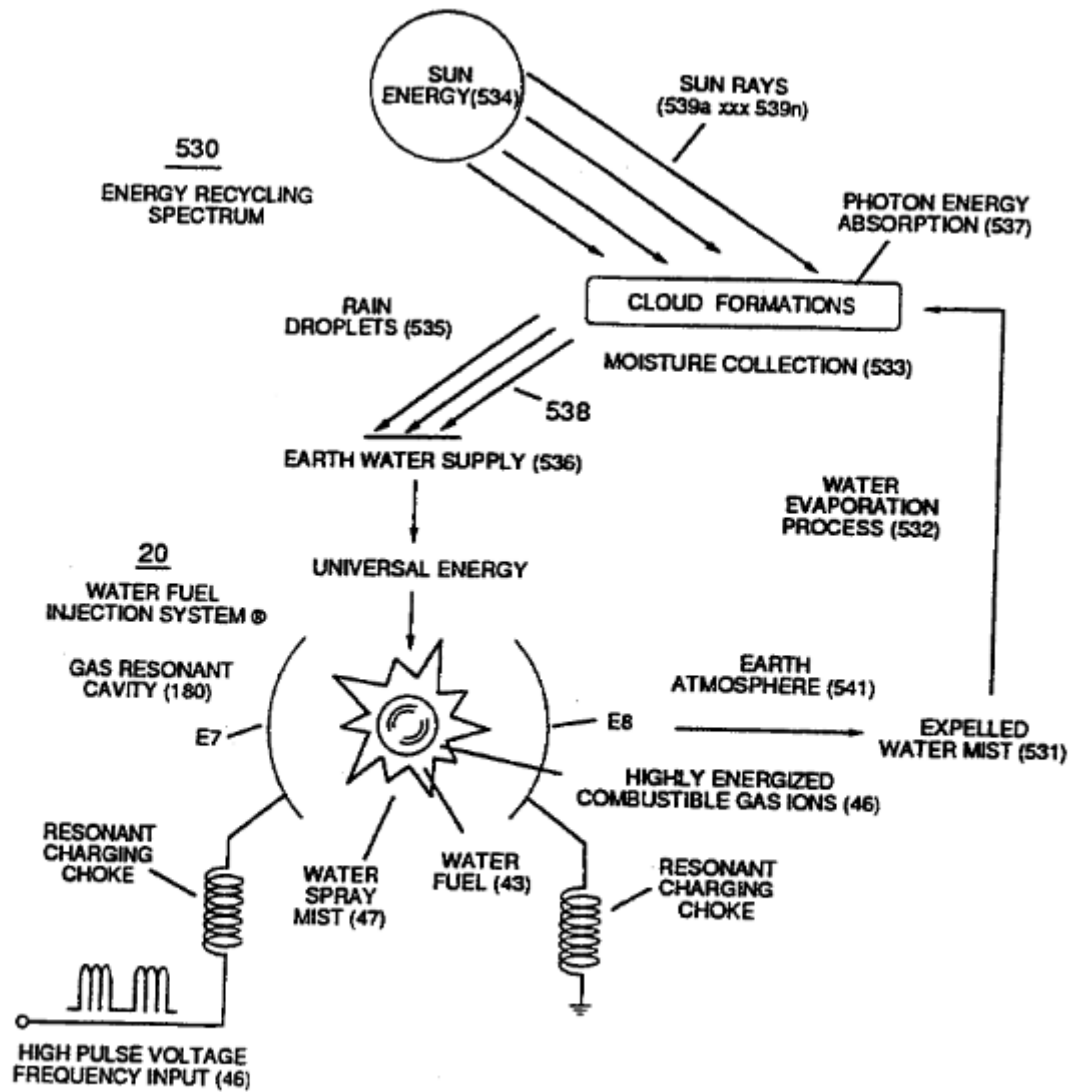 SUN
ENERGY(534)
SUN RAYS
(539a xxx 539n)
530
ENERGY RECYCLING
SPECTRUM
PHOTON ENERGY
ABSORPTION (537)
CLOUD FORMATIONS
RAIN
DROPLETS (535)
MOISTURE COLLECTION (533)
538
EARTH WATER SUPPLY (536)
WATER
EVAPORATION
PROCESS (532)
UNIVERSAL ENERGY
20
WATER FUEL
INJECTION SYSTEM ®
GAS RESONANT
CAVITY (180)
E7
E8
EARTH
ATMOSPHERE (541)
EXPELLED
WATER MIST (531)
HIGHLY ENERGIZED
COMBUSTIBLE GAS IONS (46)
RESONANT
CHARGING
CHOKE
WATER
SPRAY
MIST (47)
WATER
FUEL (43)
RESONANT
CHARGING
CHOKE
HIGH PULSE VOLTAGE
FREQUENCY INPUT (46)